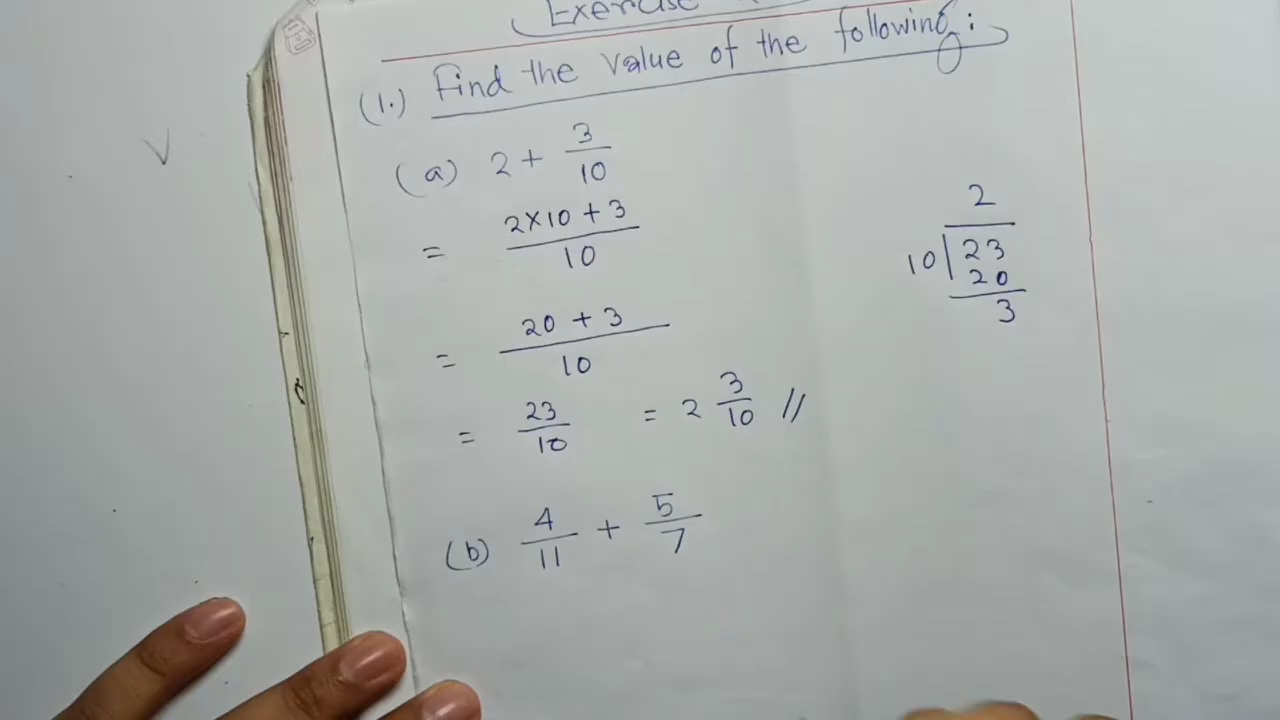 Exercise
(1.) Find the value of the following:
(a) 2 + 3/10
= 2×10 + 3 / 10
= 20 + 3 / 10
= 23/10 = 2 3/10 //
2
10 | 23
20
3
(b) 4/11 + 5/7